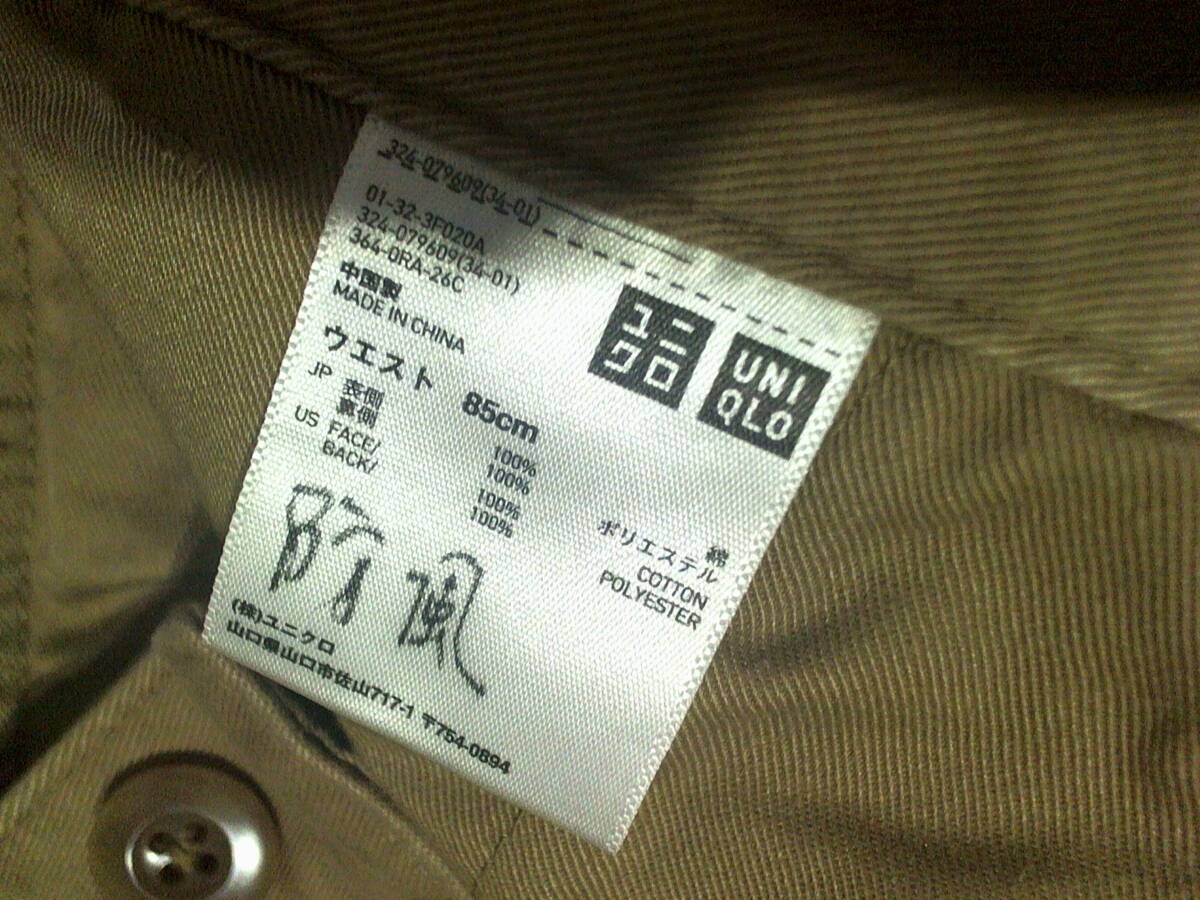 324-079609(34-01)
01-32-3F020A
324-079609(34-01)
364-0RA-26C
中国製
MADE IN CHINA
ユニ
クロ
UNI
QLO
ウエスト 85cm
JP 表側 100% 綿
裏側 100% ポリエステル
US FACE/ 100% COTTON
BACK/ 100% POLYESTER
防風
(株)ユニクロ
山口県山口市佐山717-1 〒754-0894